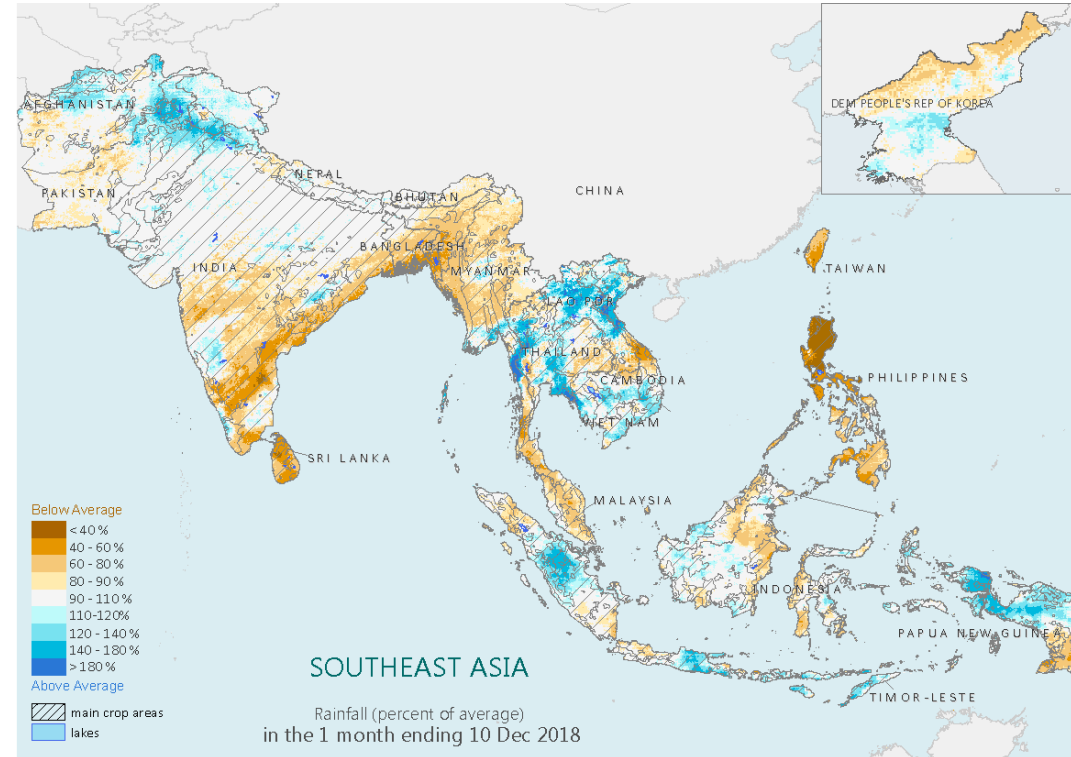 DEM PEOPLE'S REP OF KOREA
AFGHANISTAN
PAKISTAN
NEPAL
BHUTAN
CHINA
BANGLADESH
INDIA
MYANMAR
TAIWAN
LAO PDR
THAILAND
CAMBODIA
PHILIPPINES
VIET NAM
SRI LANKA
MALAYSIA
INDONESIA
PAPUA NEW GUINEA
TIMOR-LESTE
Below Average
<40 %
40 - 60 %
60 - 80 %
80 - 90 %
90 - 110 %
110-120%
120 - 140 %
140 - 180 %
>180 %
Above Average
main crop areas
lakes
SOUTHEAST ASIA
Rainfall (percent of average)
in the 1 month ending 10 Dec 2018